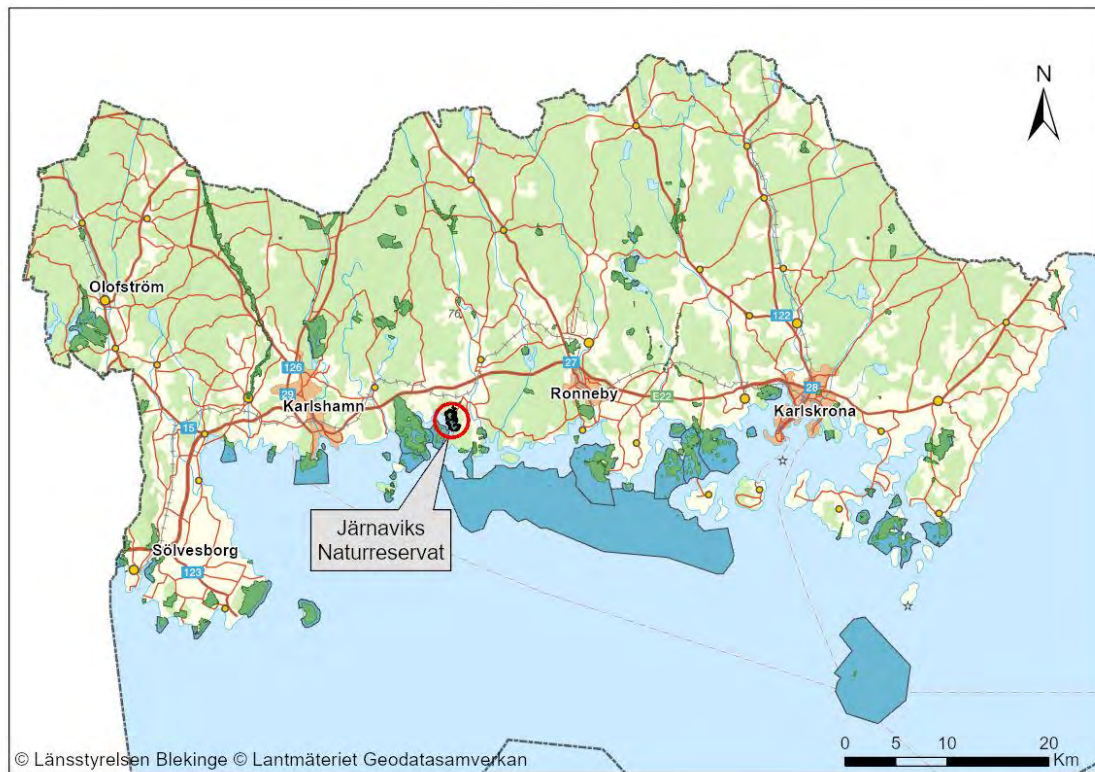 N
Olofström
76
122
126
27
28
29
Ronneby
E22
Karlshamn
Karlskrona
15
Järnaviks
Naturreservat
Sölvesborg
123
© Länsstyrelsen Blekinge © Lantmäteriet Geodatasamverkan
0 5 10 20
Km